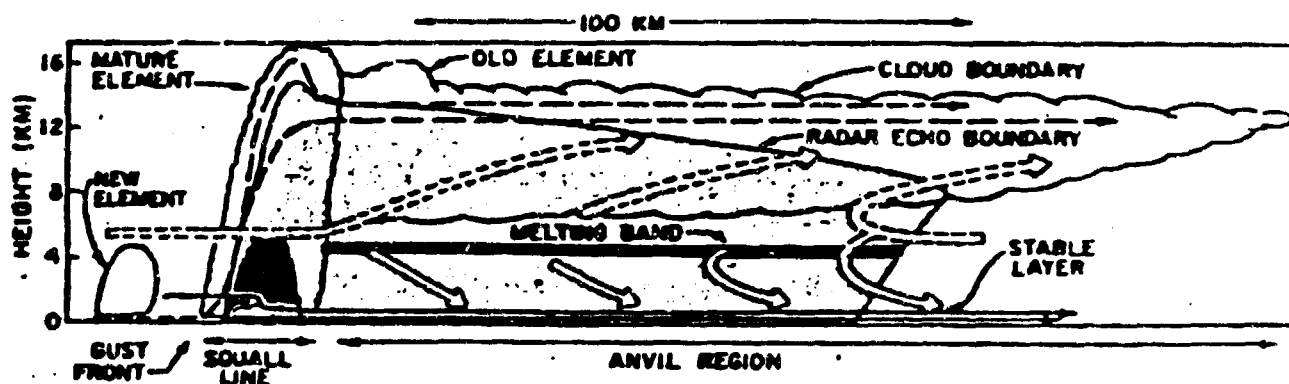 100 KM
16
MATURE
ELEMENT
OLD ELEMENT
CLOUD BOUNDARY
12
RADAR ECHO BOUNDARY
HEIGHT (KM)
NEW
ELEMENT
8
MELTING BAND
4
STABLE
LAYER
0
GUST
FRONT
SQUALL
LINE
ANVIL REGION